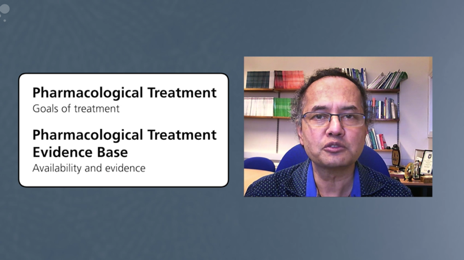 Pharmacological Treatment
Goals of treatment
Pharmacological Treatment
Evidence Base
Availability and evidence